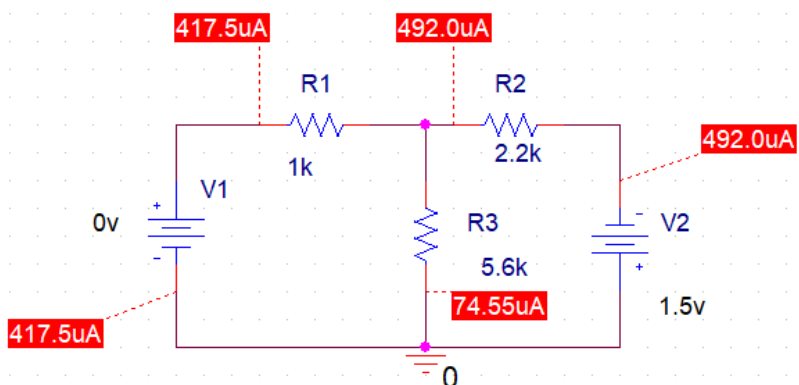 417.5uA
492.0uA
R1
R2
492.0uA
1k
2.2k
+
V1
-
0v
R3
V2
-
5.6k
+
74.55uA
1.5v
417.5uA
0